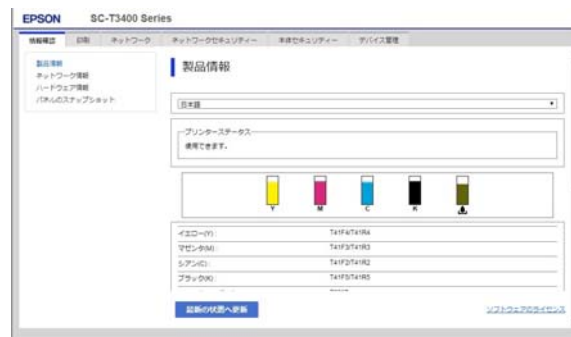 EPSON SC-T3400 Series
情報確認 印刷 ネットワーク ネットワークセキュリティー 本体セキュリティー デバイス管理
製品情報
ネットワーク情報
ハードウェア情報
パネルのスナップショット
製品情報
日本語
プリンターステータス
使用できます。
Y M C K
イエロー(Y) : T41F4/T41R4
マゼンタ(M) : T41F3/T41R3
シアン(C) : T41F2/T41R2
ブラック(K) : T41F5/T41R5
最新の状態へ更新
ソフトウェアのライセンス